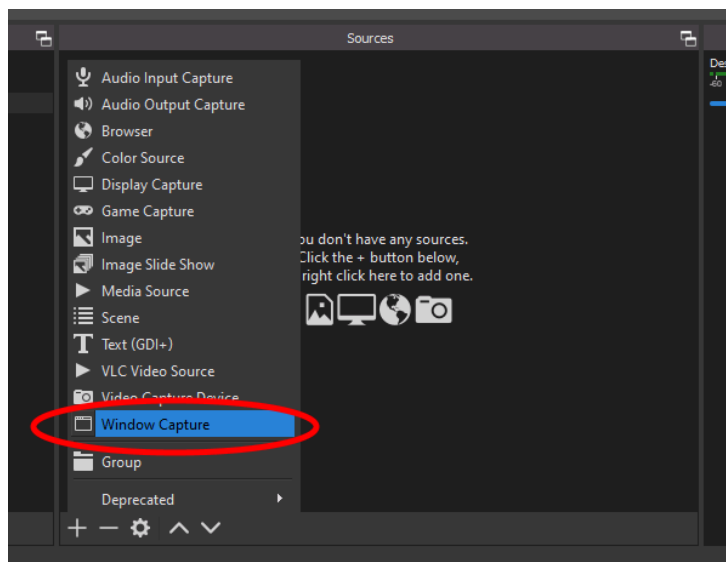 Sources
Des
-60
Audio Input Capture
Audio Output Capture
Browser
Color Source
Display Capture
Game Capture
Image
Image Slide Show
Media Source
Scene
Text (GDI+)
VLC Video Source
Video Capture Device
Window Capture
Group
Deprecated
ou don't have any sources.
Click the + button below,
right click here to add one.